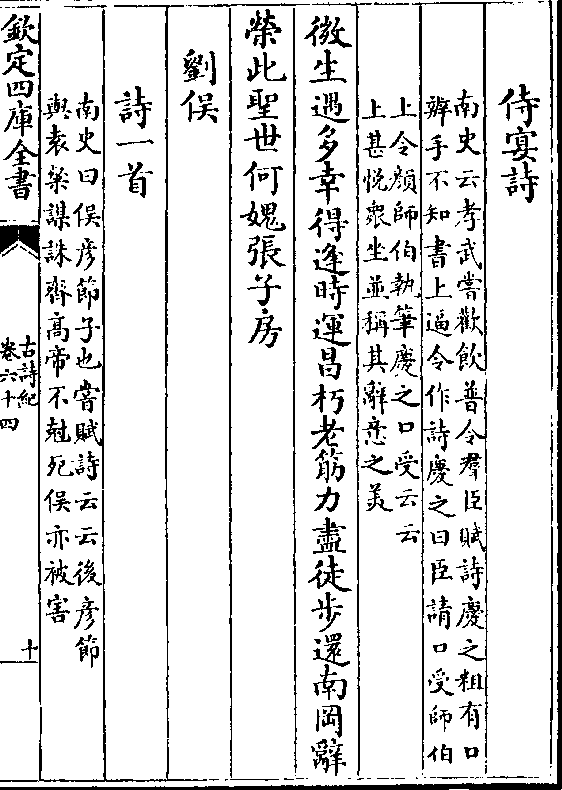 侍宴詩
南史云孝武嘗歡飲普令羣臣賦詩慶之粗有口
辨手不知書上逼令作詩慶之曰臣請口受師伯
上令顔師伯執筆慶之口受云云
上甚悦衆坐並稱其辭意之美
微生遇多幸得逢時運昌朽老筋力盡徒步還南岡辭
榮此聖世何媿張子房
劉俁
詩一首
南史曰俁彦節子也嘗賦詩云云後彦節
與袁粲謀誅齊高帝不尅死俁亦被害
欽定四庫全書
古詩紀
卷六十四
十